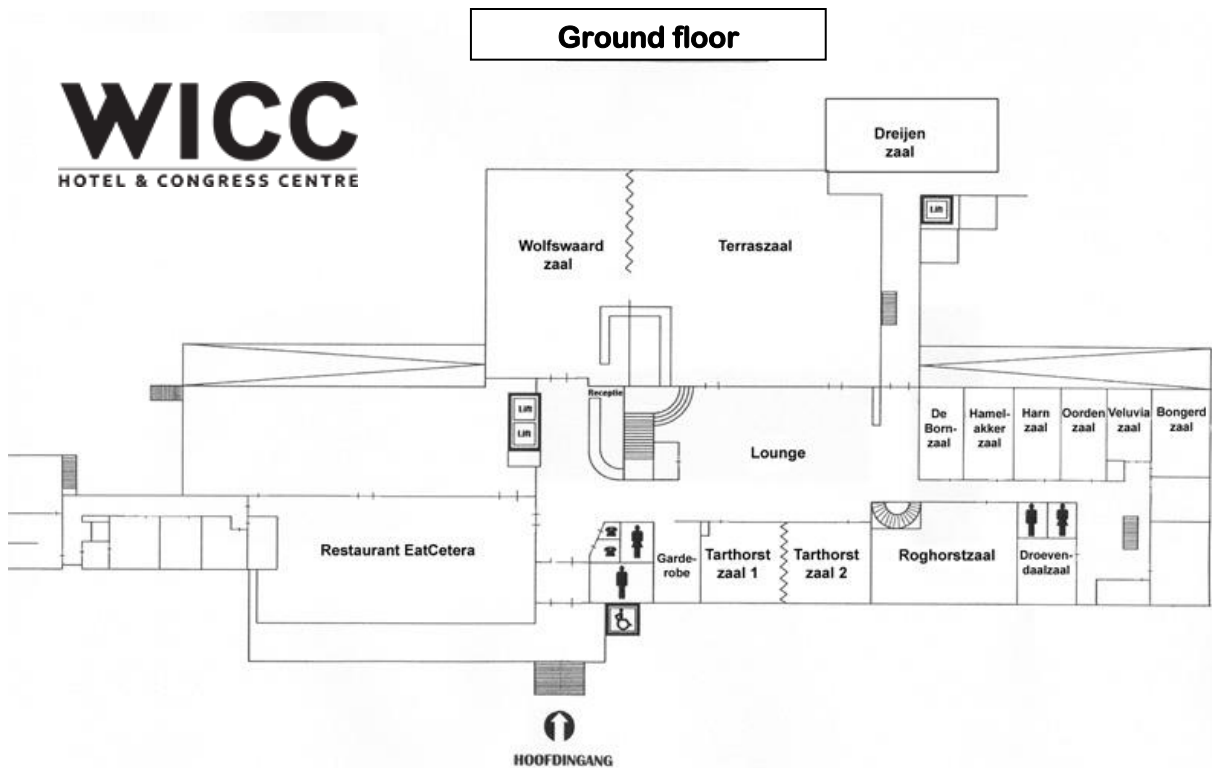 Ground floor
WICC
HOTEL & CONGRESS CENTRE
Dreijen
zaal
Lift
Wolfswaard
zaal
Terraszaal
Receptie
Lift
Lift
Lounge
De
Born-
zaal
Hamel-
akker
zaal
Harn
zaal
Oorden
zaal
Veluvia
zaal
Bongerd
zaal
Restaurant EatCetera
Garde-
robe
Tarthorst
zaal 1
Tarthorst
zaal 2
Roghorstzaal
Droeven-
daalzaal
HOOFDINGANG